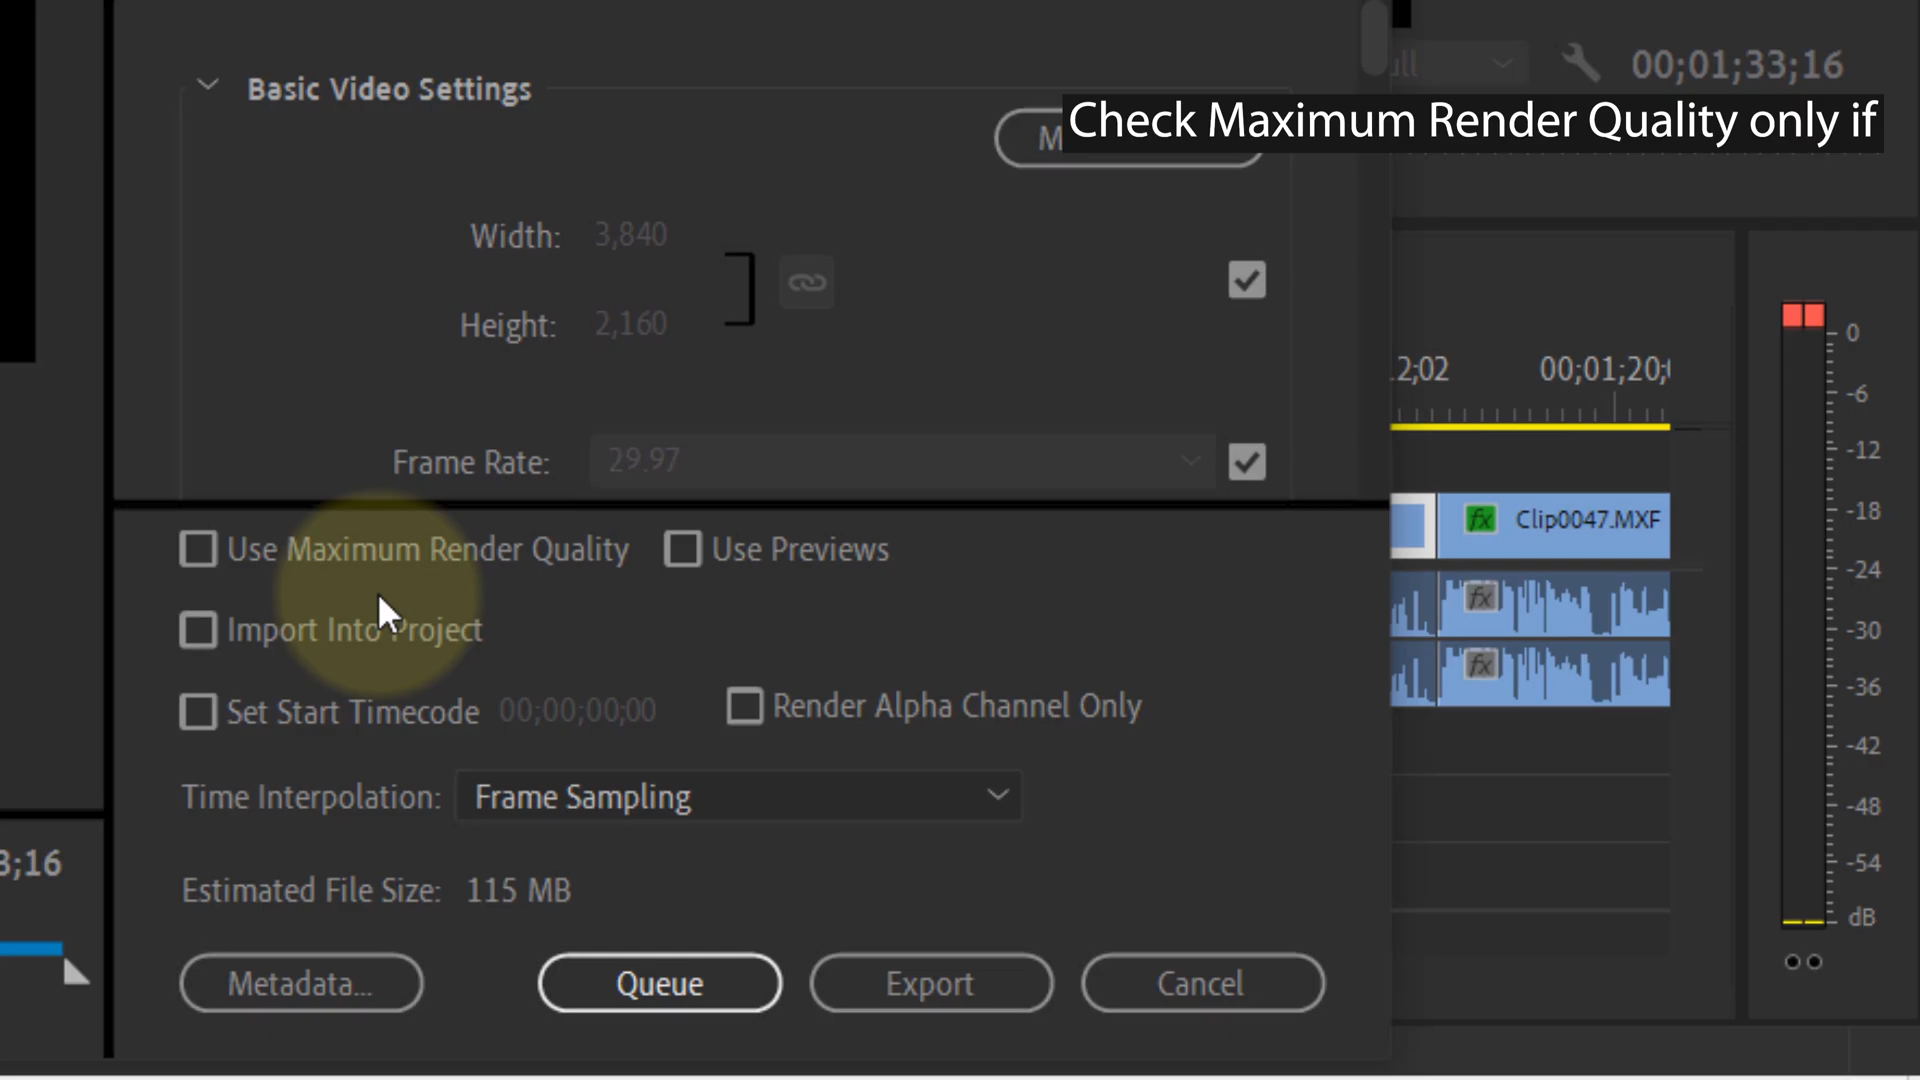 Basic Video Settings
00;01;33;16
Check Maximum Render Quality only if
Width: 3,840
Height: 2,160
Frame Rate: 29.97
00;01;20;
Use Maximum Render Quality
Use Previews
Import Into Project
Set Start Timecode 00;00;00;00
Render Alpha Channel Only
Time Interpolation: Frame Sampling
Estimated File Size: 115 MB
Metadata...
Queue
Export
Cancel
3;16
2;02
fx Clip0047.MXF
fx
fx
0
-6
-12
-18
-24
-30
-36
-42
-48
-54
dB